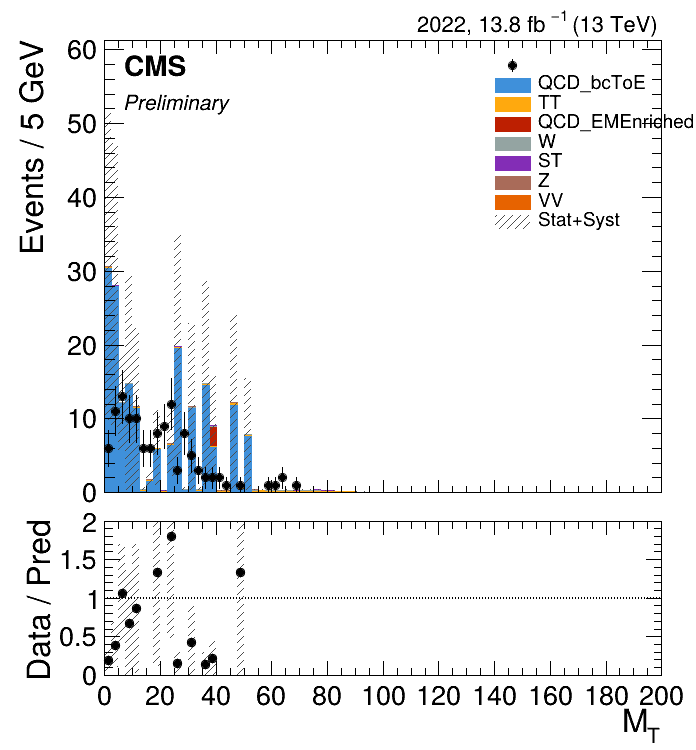 2022, 13.8 fb⁻¹ (13 TeV)
Events / 5 GeV
60
50
40
30
20
10
0
CMS
Preliminary
QCD_bcToE
TT
QCD_EMEnriched
W
ST
Z
VV
Stat+Syst
Data / Pred
2
1.5
1
0.5
0
0 20 40 60 80 100 120 140 160 180 200
M_T